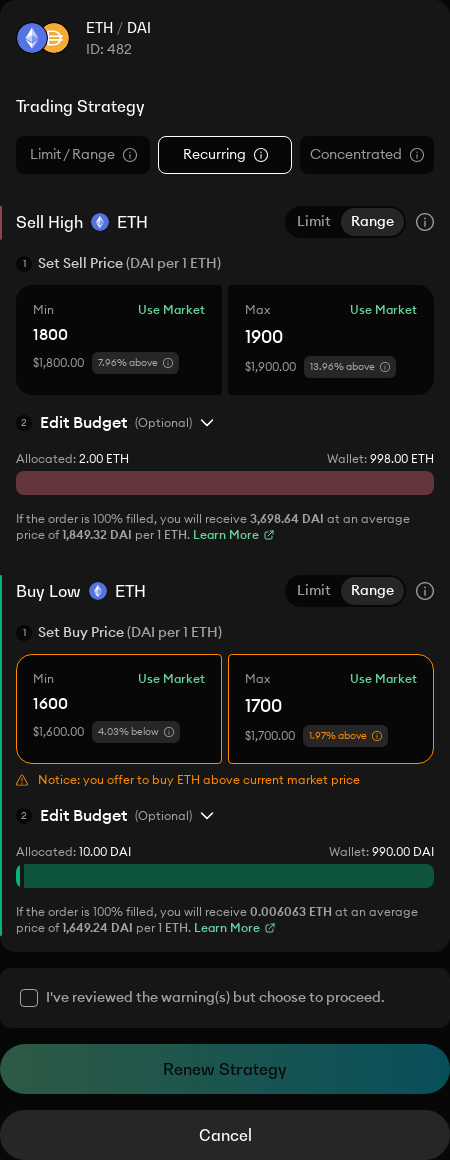 ETH / DAI
ID: 482
Trading Strategy
Limit / Range
Recurring
Concentrated
Sell High ETH
Limit Range
1 Set Sell Price (DAI per 1 ETH)
Min Use Market
1800
$1,800.00 7.96% above
Max Use Market
1900
$1,900.00 13.96% above
2 Edit Budget (Optional)
Allocated: 2.00 ETH Wallet: 998.00 ETH
If the order is 100% filled, you will receive 3,698.64 DAI at an average
price of 1,849.32 DAI per 1 ETH. Learn More
Buy Low ETH
Limit Range
1 Set Buy Price (DAI per 1 ETH)
Min Use Market
1600
$1,600.00 4.03% below
Max Use Market
1700
$1,700.00 1.97% above
Notice: you offer to buy ETH above current market price
2 Edit Budget (Optional)
Allocated: 10.00 DAI Wallet: 990.00 DAI
If the order is 100% filled, you will receive 0.006063 ETH at an average
price of 1,649.24 DAI per 1 ETH. Learn More
I've reviewed the warning(s) but choose to proceed.
Renew Strategy
Cancel